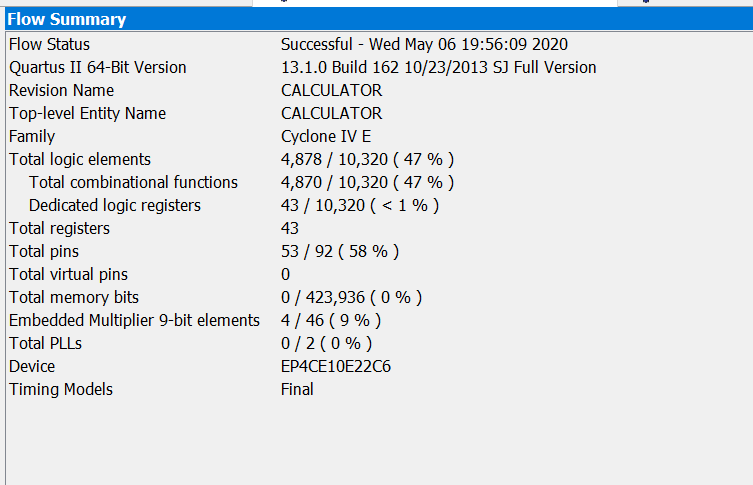 Flow Summary
Flow Status Successful - Wed May 06 19:56:09 2020
Quartus II 64-Bit Version 13.1.0 Build 162 10/23/2013 SJ Full Version
Revision Name CALCULATOR
Top-level Entity Name CALCULATOR
Family Cyclone IV E
Total logic elements 4,878 / 10,320 ( 47 % )
Total combinational functions 4,870 / 10,320 ( 47 % )
Dedicated logic registers 43 / 10,320 ( < 1 % )
Total registers 43
Total pins 53 / 92 ( 58 % )
Total virtual pins 0
Total memory bits 0 / 423,936 ( 0 % )
Embedded Multiplier 9-bit elements 4 / 46 ( 9 % )
Total PLLs 0 / 2 ( 0 % )
Device EP4CE10E22C6
Timing Models Final